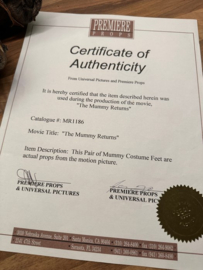 PREMIERE
PROPS
Certificate of
Authenticity
From Universal Pictures and Premiere Props
It is hereby certified that the item described herein was
used during the production of the movie,
"The Mummy Returns"
Catalogue #: MR1186
Movie Title: "The Mummy Returns"
Item Description: This Pair of Mummy Costume Feet are
actual props from the motion picture.
PREMIERE PROPS
& UNIVERSAL PICTURES
PREMIERE PROPS